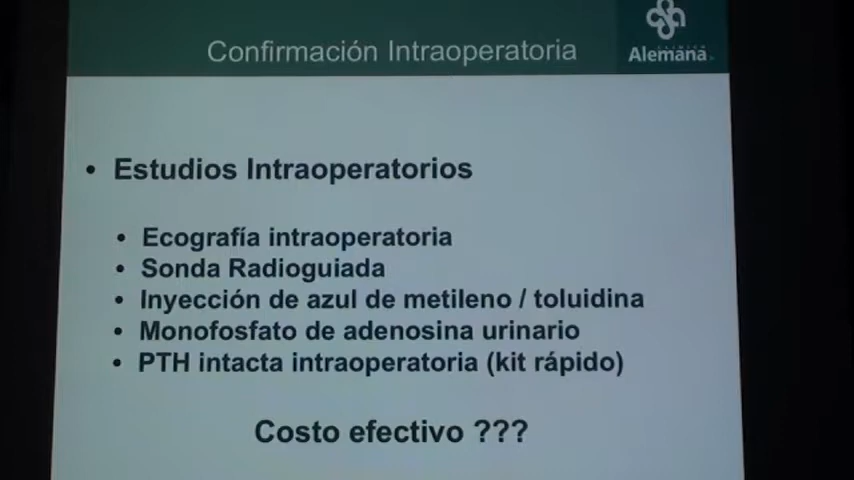 Confirmación Intraoperatoria
CLINICA
Alemana
• Estudios Intraoperatorios
• Ecografía intraoperatoria
• Sonda Radioguiada
• Inyección de azul de metileno / toluidina
• Monofosfato de adenosina urinario
• PTH intacta intraoperatoria (kit rápido)
Costo efectivo ???